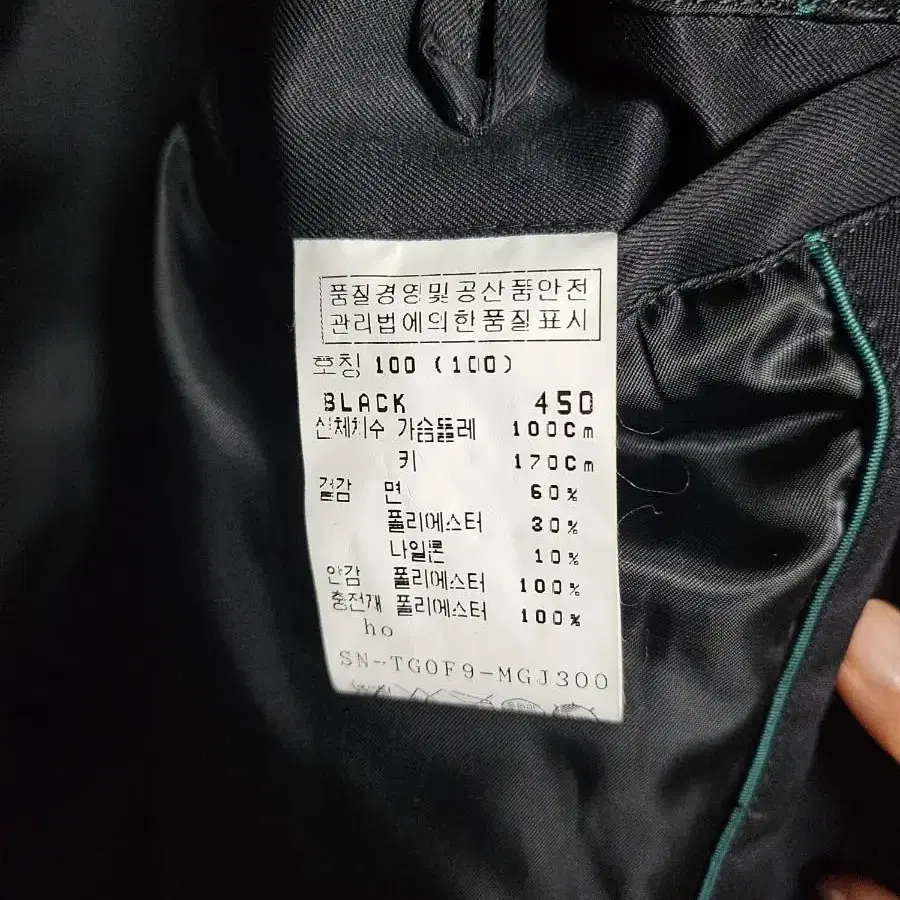 품질경영및공산품안전
관리법에의한품질표시
호칭 100 (100)
BLACK 450
신체치수 가슴둘레 100Cm
키 170Cm
겉감 면 60%
폴리에스터 30%
나일론 10%
안감 폴리에스터 100%
충전재 폴리에스터 100%
ho
SN-TG0F9-MGJ300